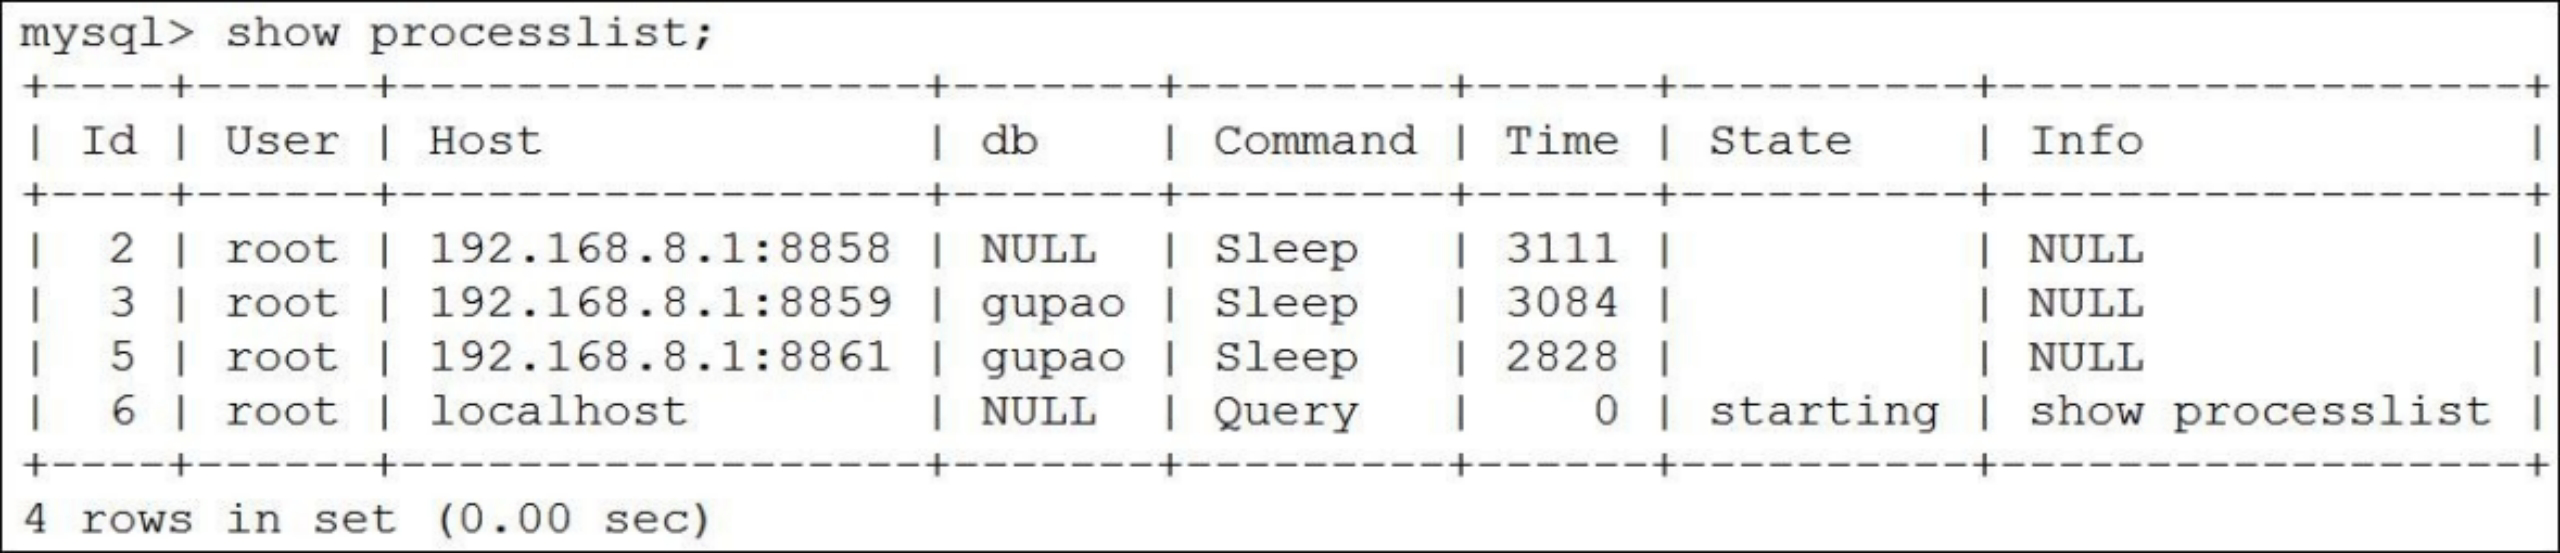 mysql> show processlist;
+----+------+------------------+-------+---------+------+----------+------------------+
| Id | User | Host             | db    | Command | Time | State    | Info             |
+----+------+------------------+-------+---------+------+----------+------------------+
|  2 | root | 192.168.8.1:8858 | NULL  | Sleep   | 3111 |          | NULL             |
|  3 | root | 192.168.8.1:8859 | gupao | Sleep   | 3084 |          | NULL             |
|  5 | root | 192.168.8.1:8861 | gupao | Sleep   | 2828 |          | NULL             |
|  6 | root | localhost        | NULL  | Query   |    0 | starting | show processlist |
+----+------+------------------+-------+---------+------+----------+------------------+
4 rows in set (0.00 sec)